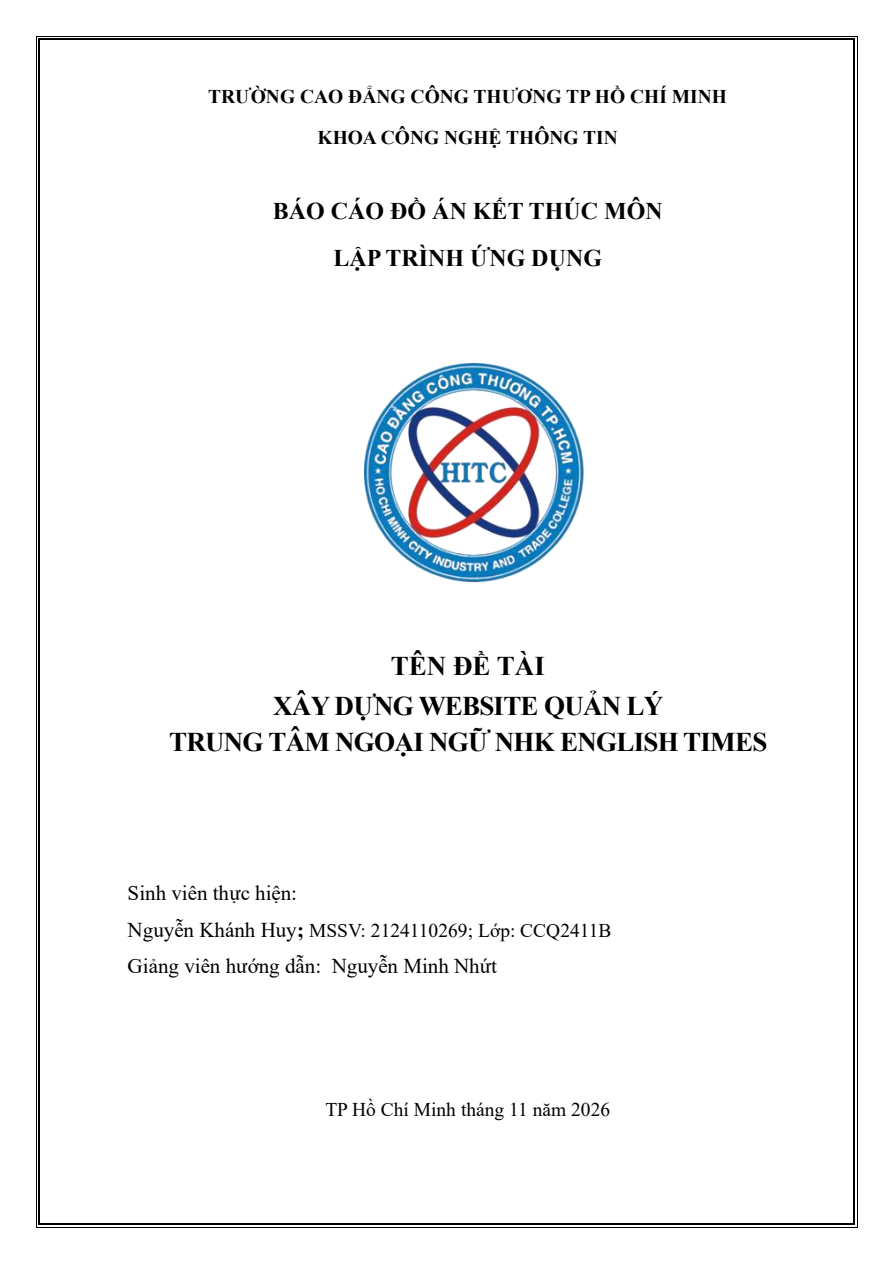 TRƯỜNG CAO ĐẲNG CÔNG THƯƠNG TP HỒ CHÍ MINH
KHOA CÔNG NGHỆ THÔNG TIN
BÁO CÁO ĐỒ ÁN KẾT THÚC MÔN
LẬP TRÌNH ỨNG DỤNG
* CAO ĐẲNG CÔNG THƯƠNG TP.HCM *
HITC
HO CHI MINH CITY INDUSTRY AND TRADE COLLEGE
TÊN ĐỀ TÀI
XÂY DỰNG WEBSITE QUẢN LÝ
TRUNG TÂM NGOẠI NGỮ NHK ENGLISH TIMES
Sinh viên thực hiện:
Nguyễn Khánh Huy; MSSV: 2124110269; Lớp: CCQ2411B
Giảng viên hướng dẫn: Nguyễn Minh Nhứt
TP Hồ Chí Minh tháng 11 năm 2026